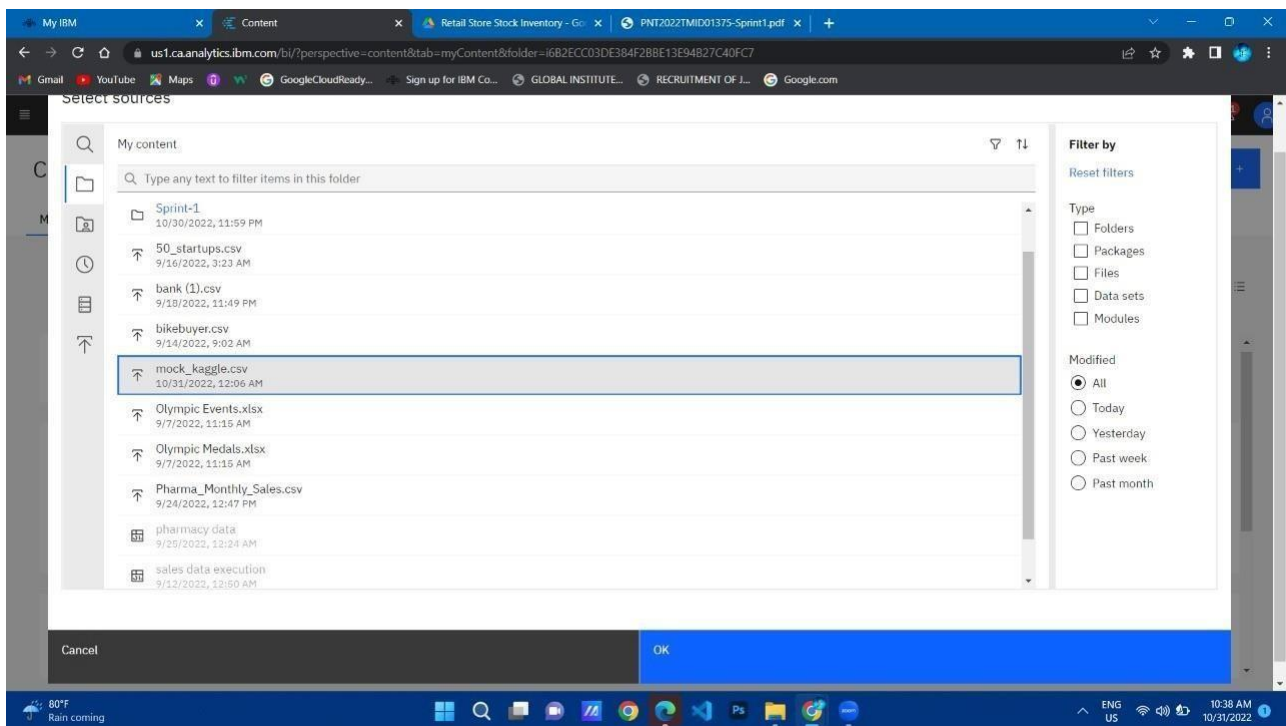 My IBM
Content
Retail Store Stock Inventory - Go
PNT2022TMID01375-Sprint1.pdf
us1.ca.analytics.ibm.com/bi/?perspective=content&tab=myContent&folder=i6B2ECC03DE384F2BBE13E94B27C40FC7
Gmail YouTube Maps GoogleCloudReady... Sign up for IBM Co... GLOBAL INSTITUTE... RECRUITMENT OF J... Google.com
Select sources
My content
Type any text to filter items in this folder
Sprint-1
10/30/2022, 11:59 PM
50_startups.csv
9/16/2022, 3:23 AM
bank (1).csv
9/18/2022, 11:49 PM
bikebuyer.csv
9/14/2022, 9:02 AM
mock_kaggle.csv
10/31/2022, 12:06 AM
Olympic Events.xlsx
9/7/2022, 11:15 AM
Olympic Medals.xlsx
9/7/2022, 11:15 AM
Pharma_Monthly_Sales.csv
9/24/2022, 12:47 PM
pharmacy data
9/25/2022, 12:24 AM
sales data execution
9/12/2022, 12:50 AM
Filter by
Reset filters
Type
Folders
Packages
Files
Data sets
Modules
Modified
All
Today
Yesterday
Past week
Past month
Cancel
OK
80°F
Rain coming
Ps
ENG
US
10:38 AM
10/31/2022
1